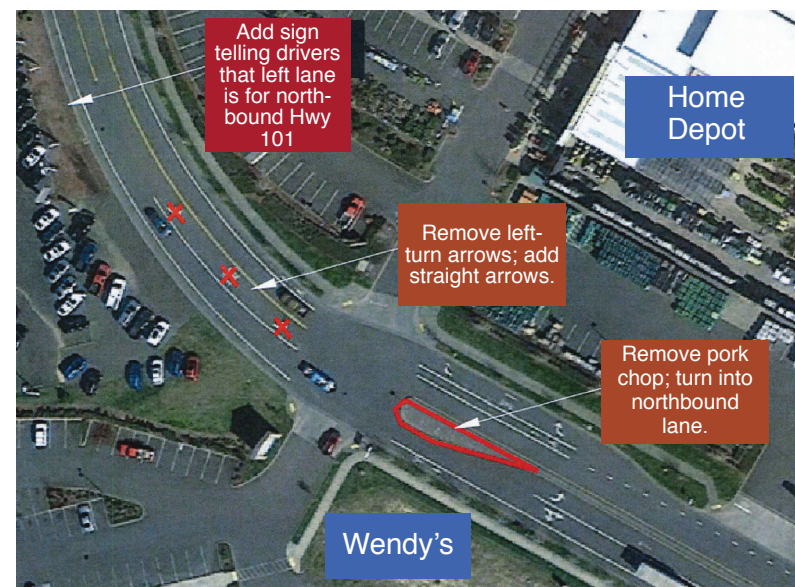 Add sign
telling drivers
that left lane
is for north-
bound Hwy
101
Home
Depot
Remove left-
turn arrows; add
straight arrows.
Remove pork
chop; turn into
northbound
lane.
Wendy's